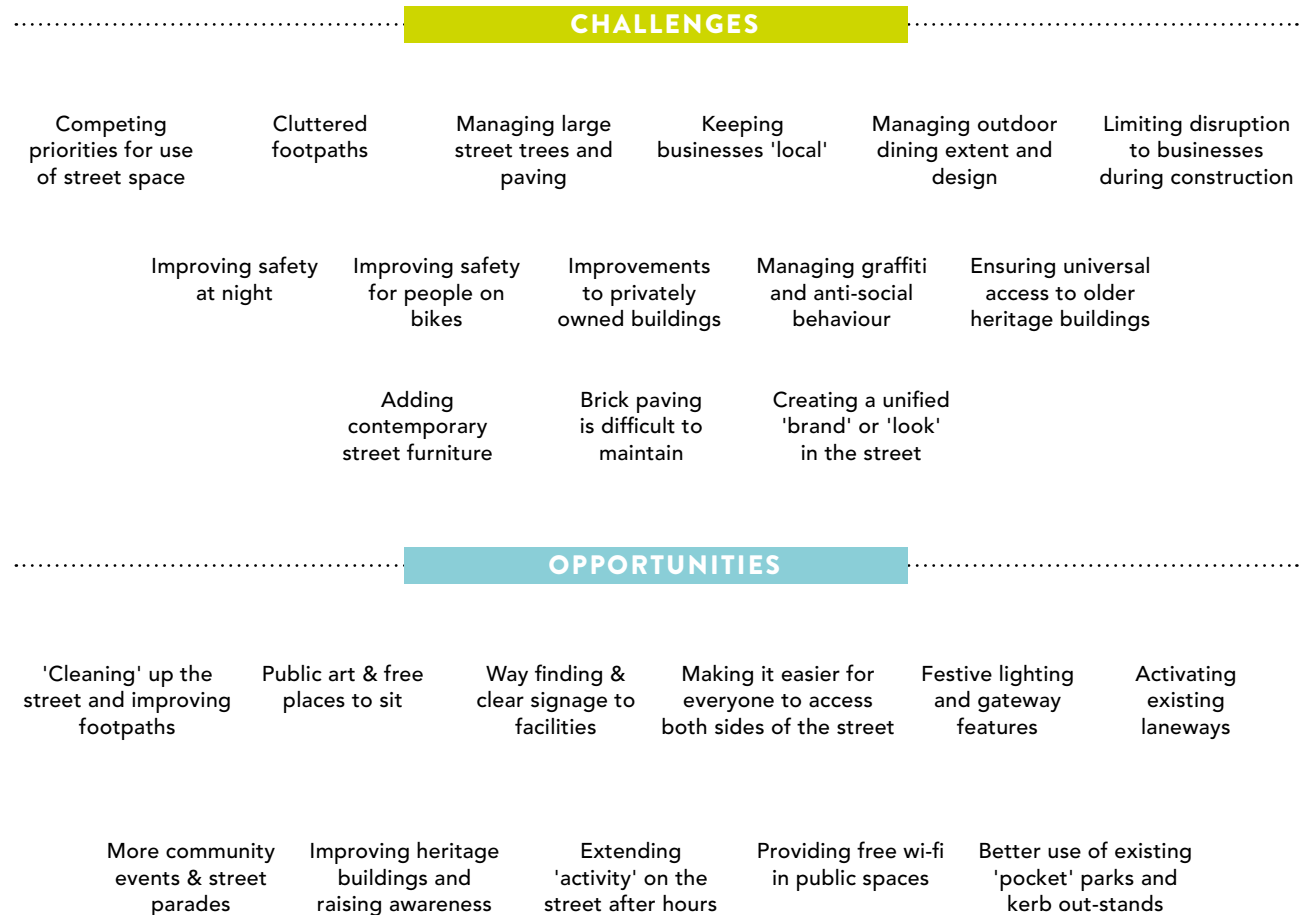 CHALLENGES
Competing
priorities for use
of street space
Cluttered
footpaths
Managing large
street trees and
paving
Keeping
businesses 'local'
Managing outdoor
dining extent and
design
Limiting disruption
to businesses
during construction
Improving safety
at night
Improving safety
for people on
bikes
Improvements
to privately
owned buildings
Managing graffiti
and anti-social
behaviour
Ensuring universal
access to older
heritage buildings
Adding
contemporary
street furniture
Brick paving
is difficult to
maintain
Creating a unified
'brand' or 'look'
in the street
OPPORTUNITIES
'Cleaning' up the
street and improving
footpaths
Public art & free
places to sit
Way finding &
clear signage to
facilities
Making it easier for
everyone to access
both sides of the street
Festive lighting
and gateway
features
Activating
existing
laneways
More community
events & street
parades
Improving heritage
buildings and
raising awareness
Extending
'activity' on the
street after hours
Providing free wi-fi
in public spaces
Better use of existing
'pocket' parks and
kerb out-stands